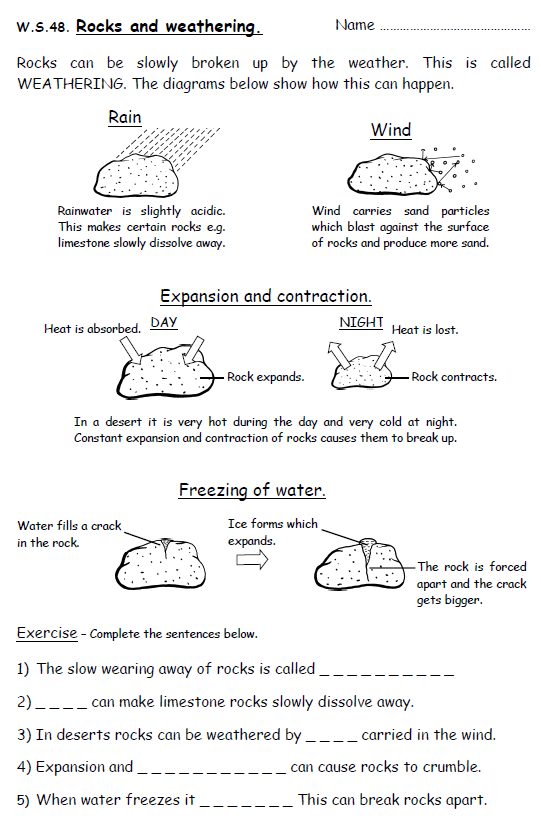 W.S.48. Rocks and weathering. Name ................................................
Rocks can be slowly broken up by the weather. This is called
WEATHERING. The diagrams below show how this can happen.
Rain
Wind
Rainwater is slightly acidic.
This makes certain rocks e.g.
limestone slowly dissolve away.
Wind carries sand particles
which blast against the surface
of rocks and produce more sand.
Expansion and contraction.
Heat is absorbed. DAY
NIGHT Heat is lost.
Rock expands.
Rock contracts.
In a desert it is very hot during the day and very cold at night.
Constant expansion and contraction of rocks causes them to break up.
Freezing of water.
Water fills a crack
in the rock.
Ice forms which
expands.
The rock is forced
apart and the crack
gets bigger.
Exercise – Complete the sentences below.
1) The slow wearing away of rocks is called _ _ _ _ _ _ _ _ _ _
2) _ _ _ _ can make limestone rocks slowly dissolve away.
3) In deserts rocks can be weathered by _ _ _ _ carried in the wind.
4) Expansion and _ _ _ _ _ _ _ _ _ _ _ can cause rocks to crumble.
5) When water freezes it _ _ _ _ _ _ _ This can break rocks apart.